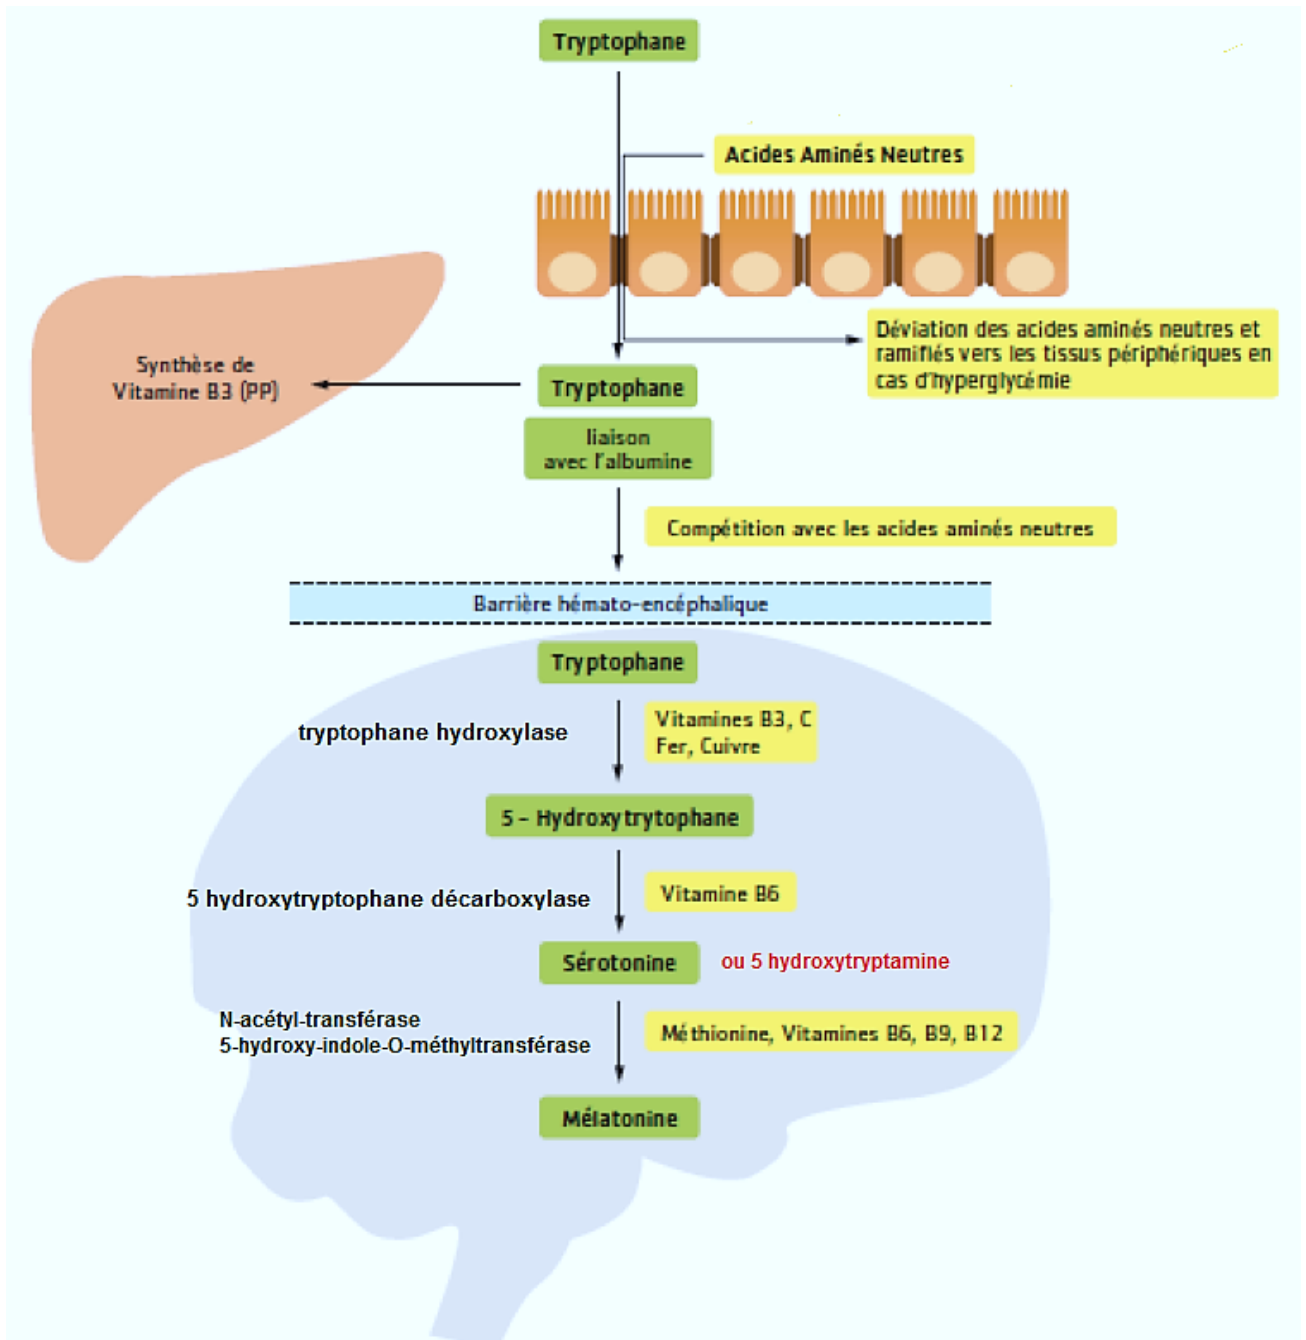 Tryptophane
Acides Aminés Neutres
Déviation des acides aminés neutres et
ramifiés vers les tissus périphériques en
cas d'hyperglycémie
Synthèse de
Vitamine B3 (PP)
Tryptophane
liaison
avec l'albumine
Compétition avec les acides aminés neutres
Barrière hémato-encéphalique
Tryptophane
tryptophane hydroxylase
Vitamines B3, C
Fer, Cuivre
5 - Hydroxytrytophane
5 hydroxytryptophane décarboxylase
Vitamine B6
Sérotonine
ou 5 hydroxytryptamine
N-acétyl-transférase
5-hydroxy-indole-O-méthyltransférase
Méthionine, Vitamines B6, B9, B12
Mélatonine